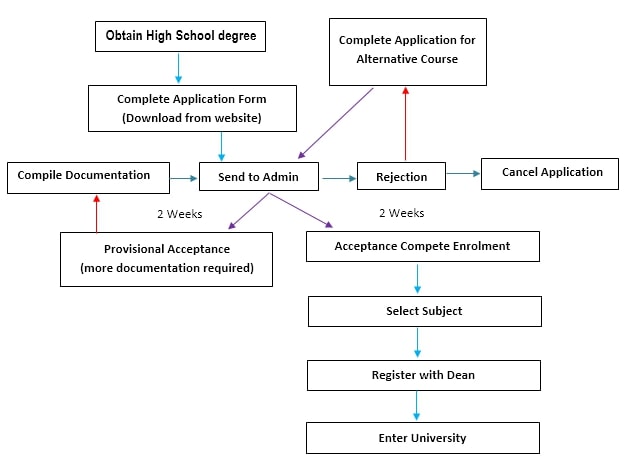 Obtain High School degree
Complete Application for
Alternative Course
Complete Application Form
(Download from website)
Compile Documentation
Send to Admin
Rejection
Cancel Application
2 Weeks
2 Weeks
Provisional Acceptance
(more documentation required)
Acceptance Compete Enrolment
Select Subject
Register with Dean
Enter University